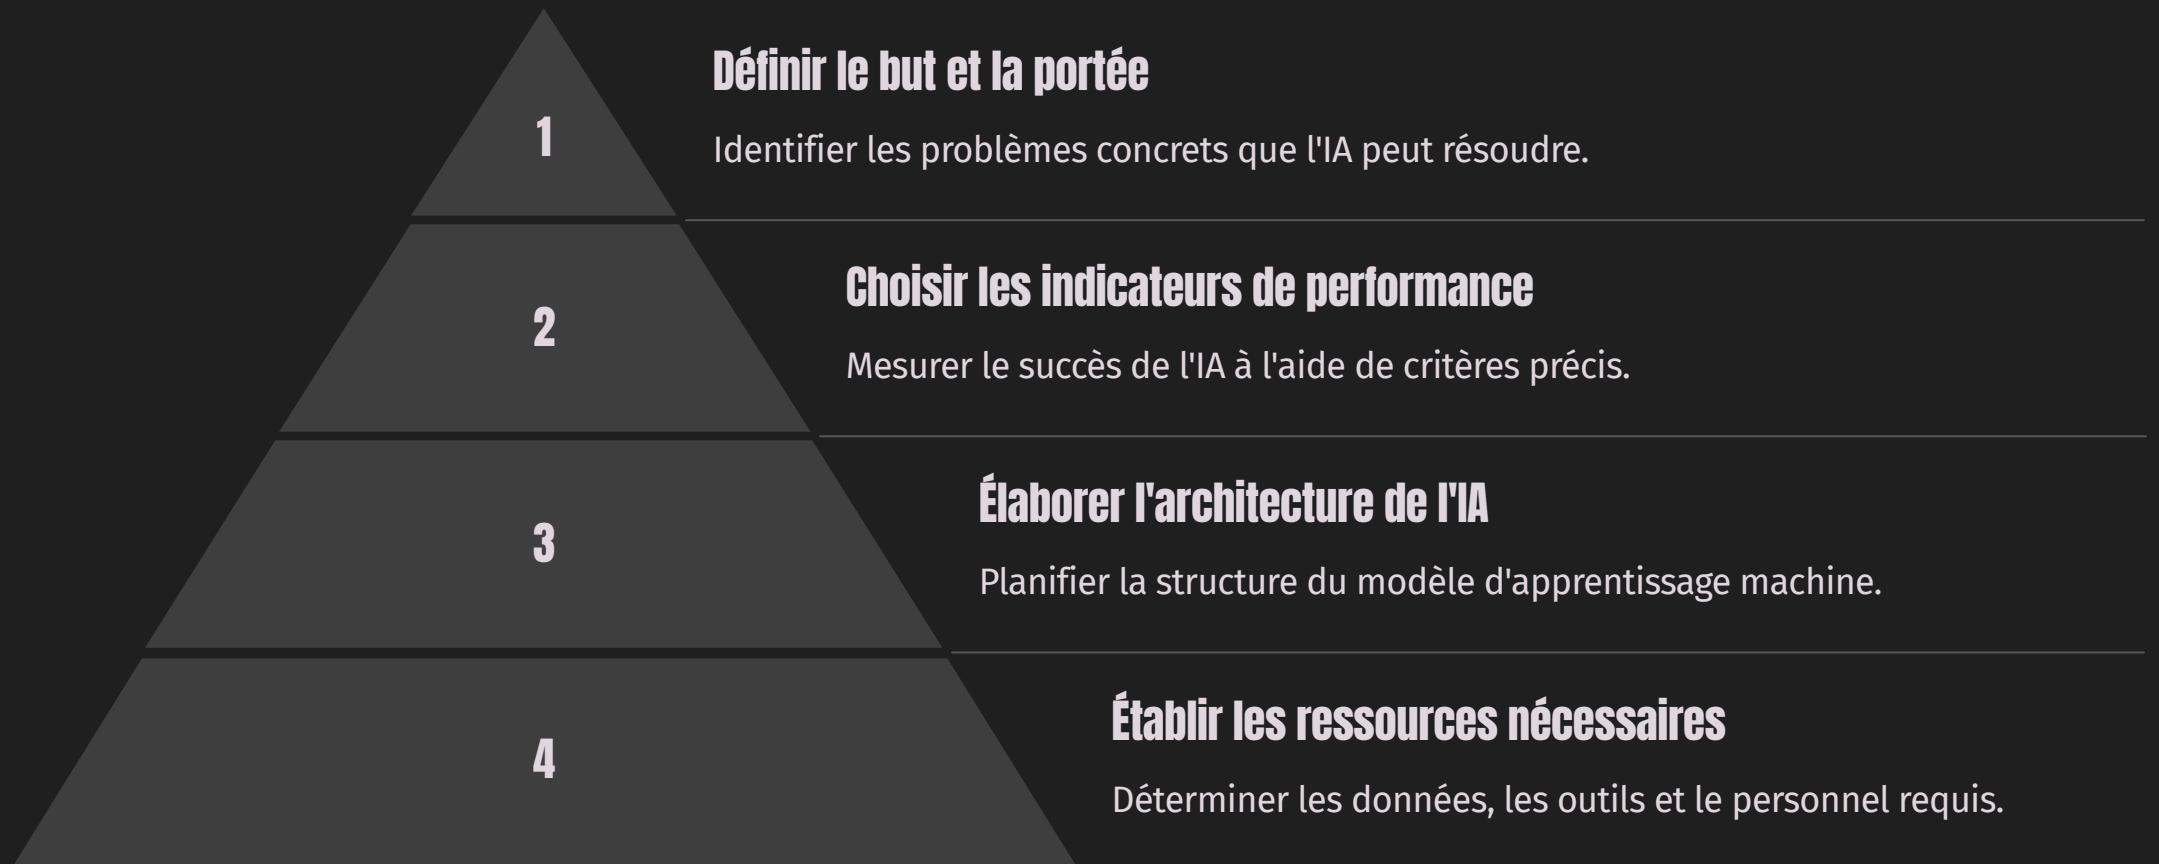 1
Définir le but et la portée
Identifier les problèmes concrets que l'IA peut résoudre.
2
Choisir les indicateurs de performance
Mesurer le succès de l'IA à l'aide de critères précis.
3
Élaborer l'architecture de l'IA
Planifier la structure du modèle d'apprentissage machine.
4
Établir les ressources nécessaires
Déterminer les données, les outils et le personnel requis.